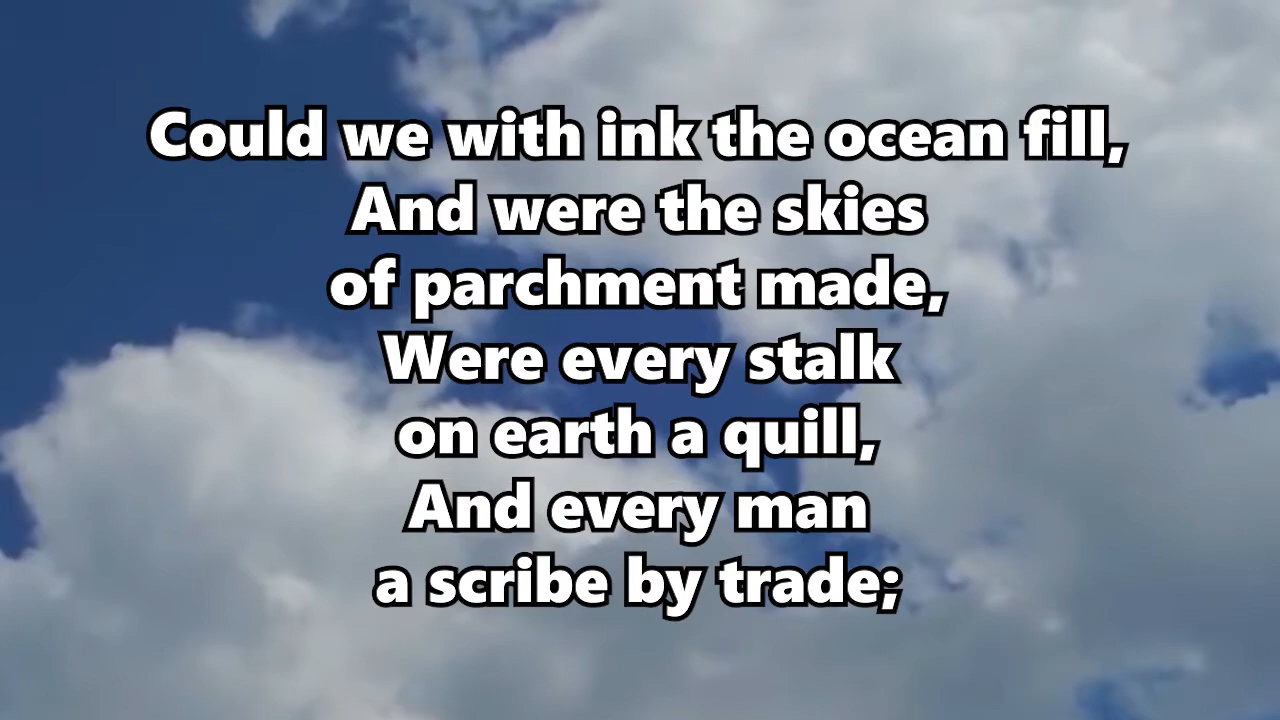 Could we with ink the ocean fill,
And were the skies
of parchment made,
Were every stalk
on earth a quill,
And every man
a scribe by trade;